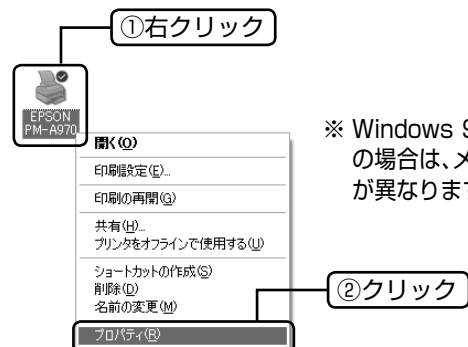 ①右クリック
EPSON
PM-A970
開く(O)
印刷設定(E)...
印刷の再開(G)
共有(H)...
プリンタをオフラインで使用する(U)
ショートカットの作成(S)
削除(D)
名前の変更(M)
プロパティ(R)
②クリック
※ Windows 9
の場合は、メ
が異なります